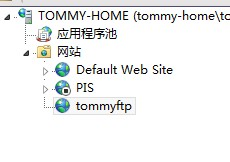 TOMMY-HOME (tommy-home\to
应用程序池
网站
Default Web Site
PIS
tommyftp